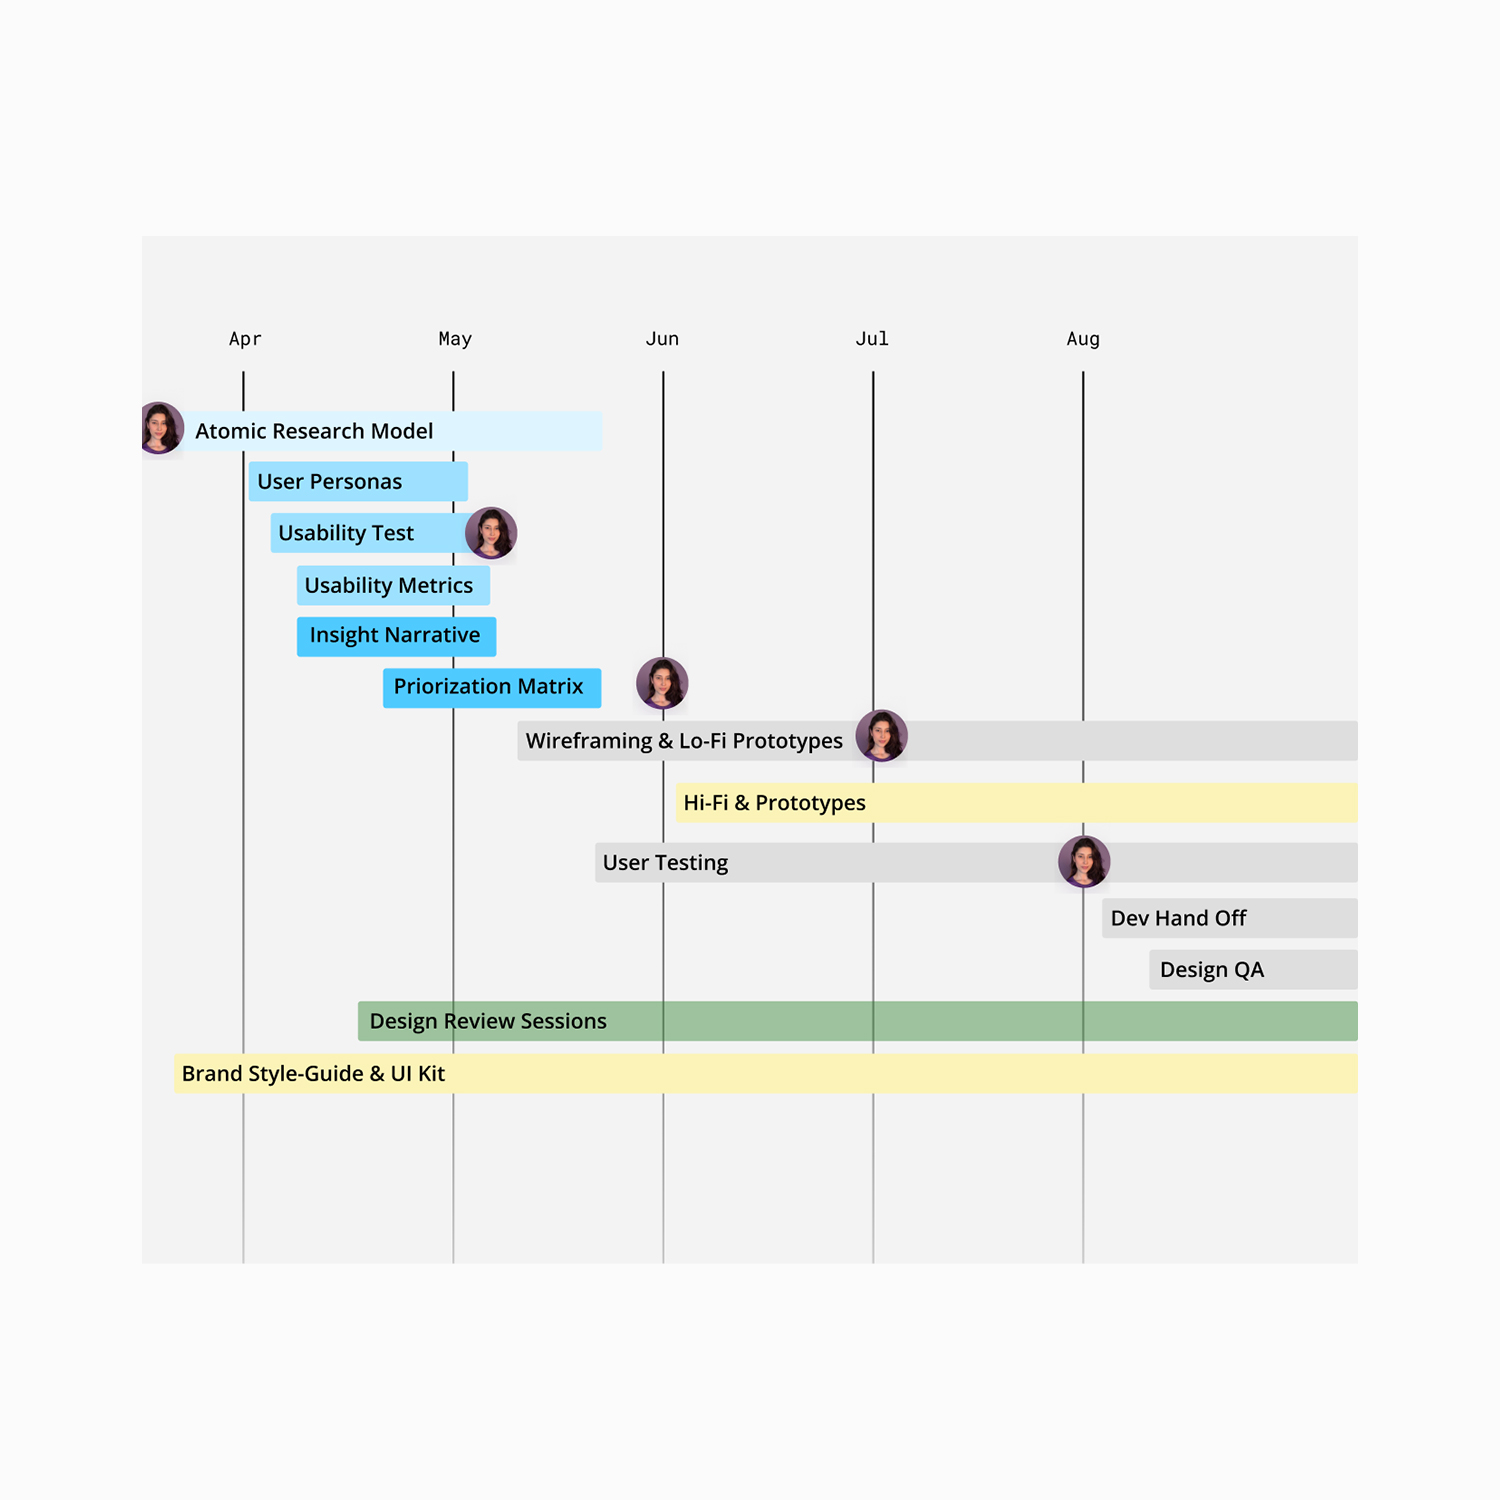 Apr May Jun Jul Aug
Atomic Research Model
User Personas
Usability Test
Usability Metrics
Insight Narrative
Priorization Matrix
Wireframing & Lo-Fi Prototypes
Hi-Fi & Prototypes
User Testing
Dev Hand Off
Design QA
Design Review Sessions
Brand Style-Guide & UI Kit